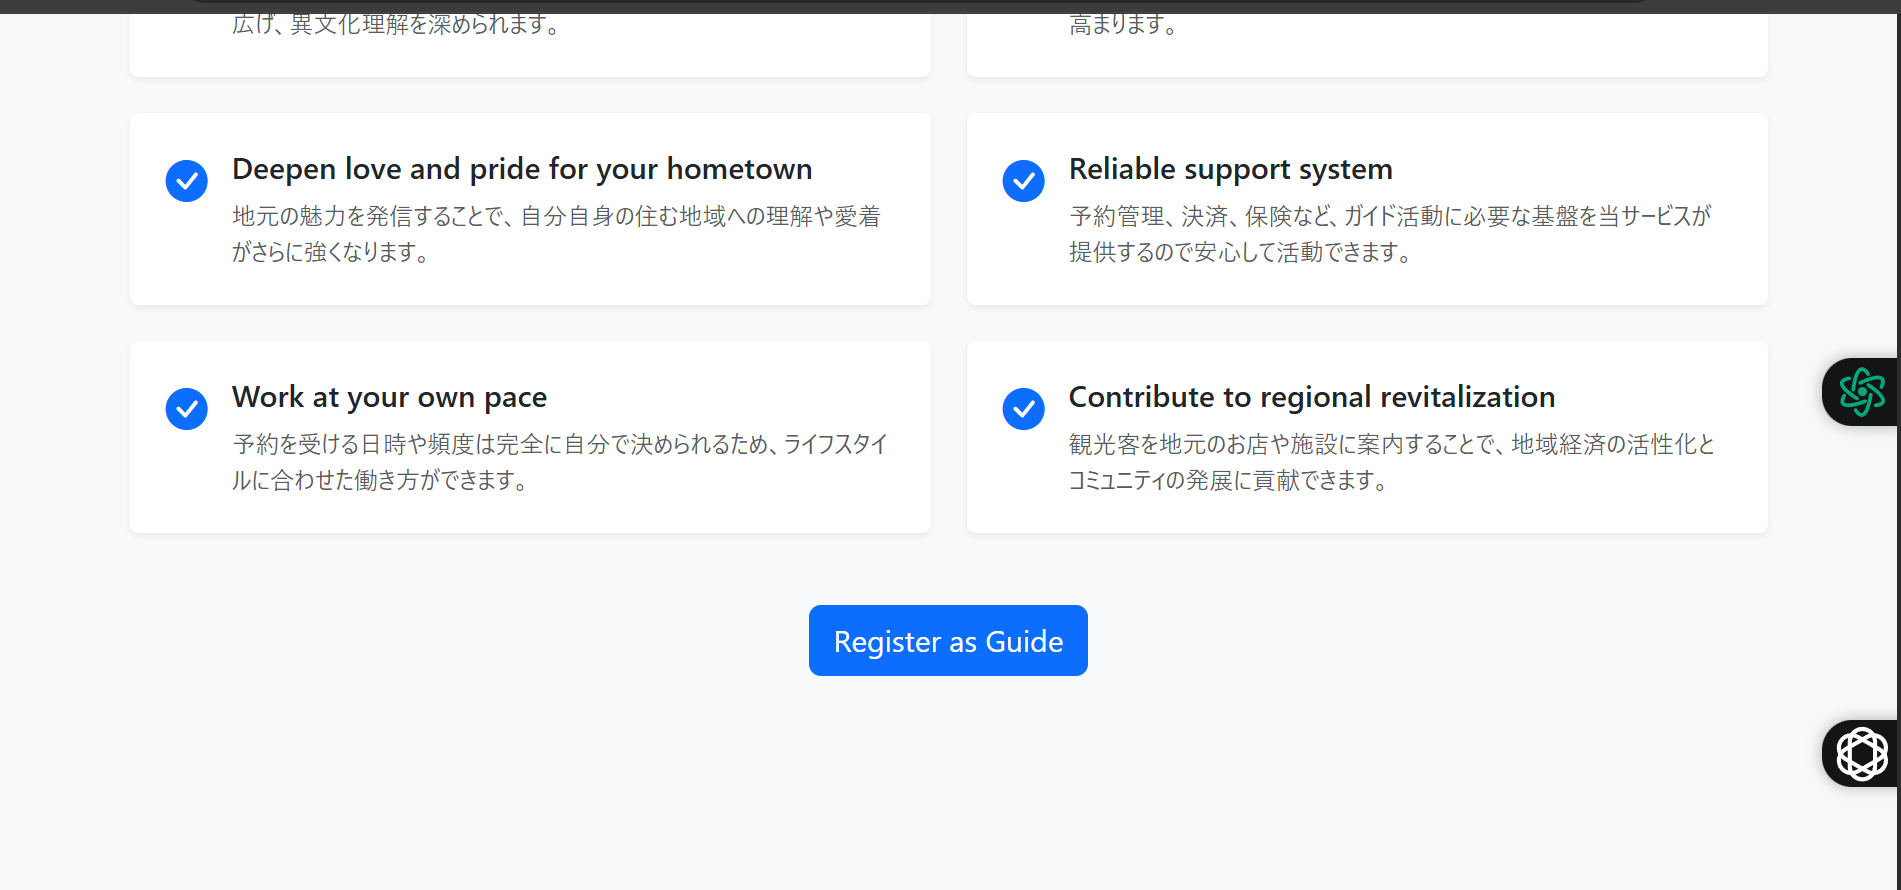 広げ、異文化理解を深められます。
高まります。
Deepen love and pride for your hometown
地元の魅力を発信することで、自分自身の住む地域への理解や愛着
がさらに強くなります。
Reliable support system
予約管理、決済、保険など、ガイド活動に必要な基盤を当サービスが
提供するので安心して活動できます。
Work at your own pace
予約を受ける日時や頻度は完全に自分で決められるため、ライフスタイ
ルに合わせた働き方ができます。
Contribute to regional revitalization
観光客を地元のお店や施設に案内することで、地域経済の活性化と
コミュニティの発展に貢献できます。
Register as Guide